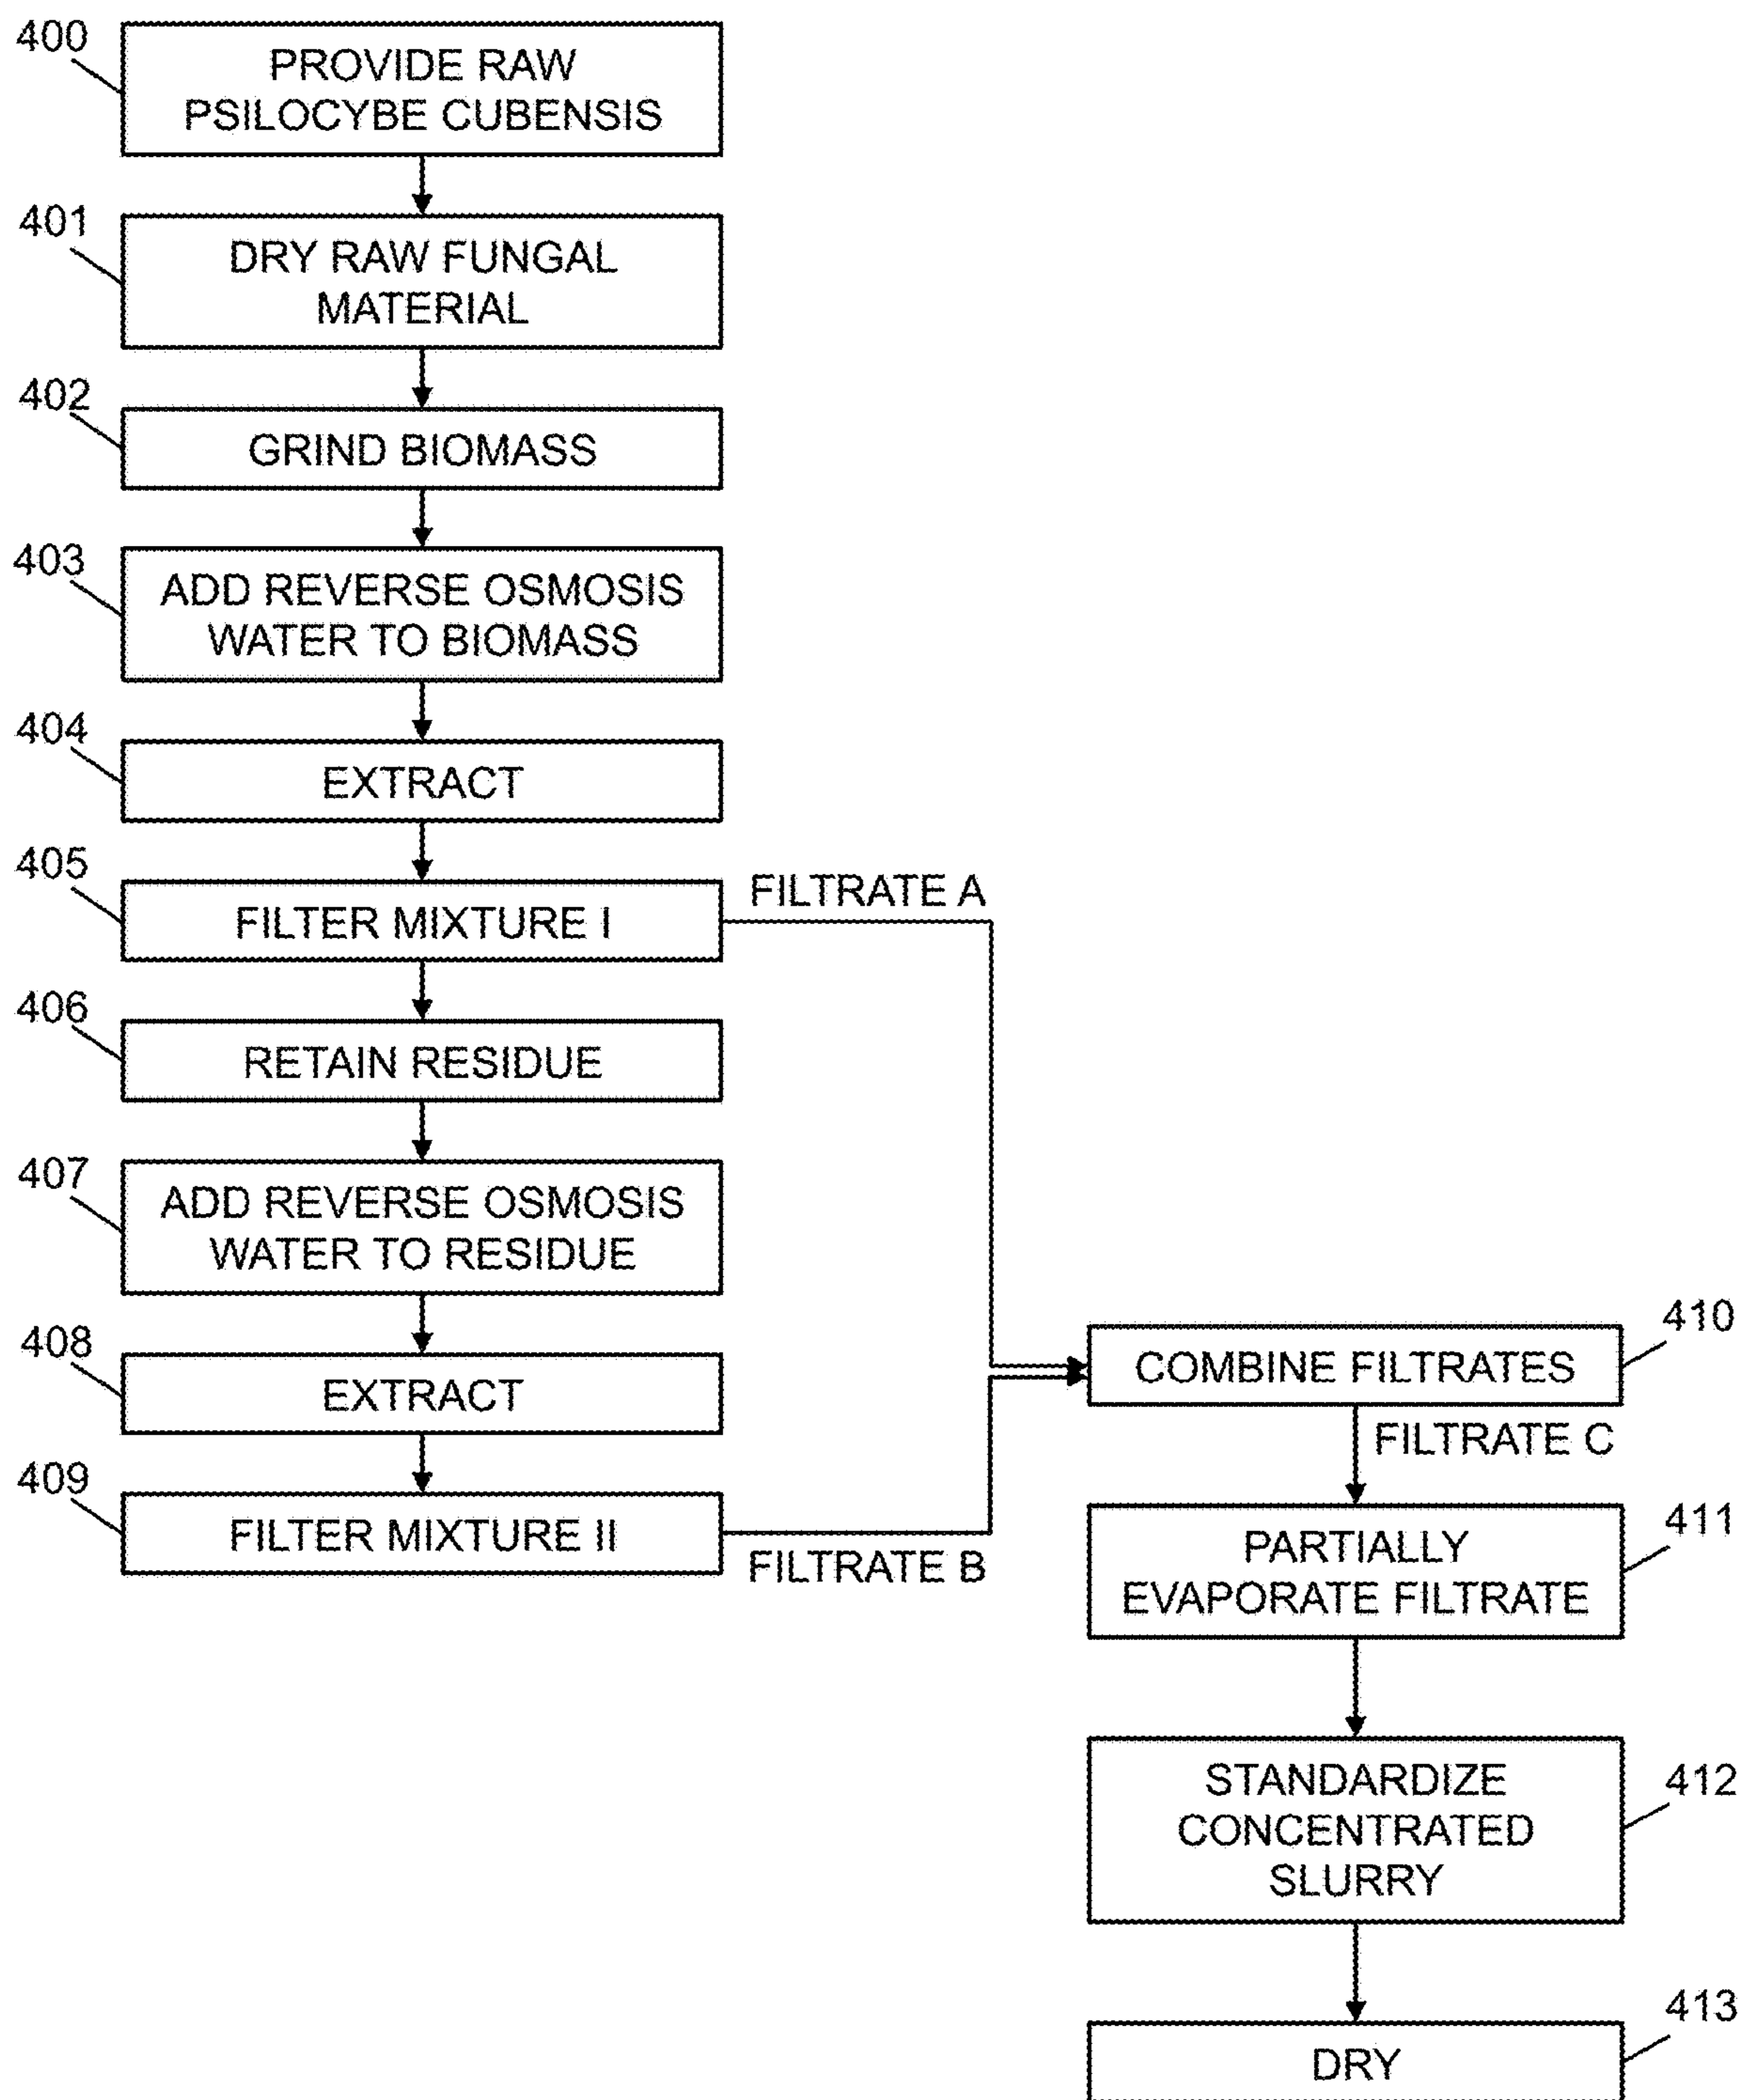 400
PROVIDE RAW
PSILOCYBE CUBENSIS
401
DRY RAW FUNGAL
MATERIAL
402
GRIND BIOMASS
403
ADD REVERSE OSMOSIS
WATER TO BIOMASS
404
EXTRACT
405
FILTER MIXTURE I
FILTRATE A
406
RETAIN RESIDUE
407
ADD REVERSE OSMOSIS
WATER TO RESIDUE
408
EXTRACT
409
FILTER MIXTURE II
FILTRATE B
410
COMBINE FILTRATES
FILTRATE C
411
PARTIALLY
EVAPORATE FILTRATE
412
STANDARDIZE
CONCENTRATED
SLURRY
413
DRY